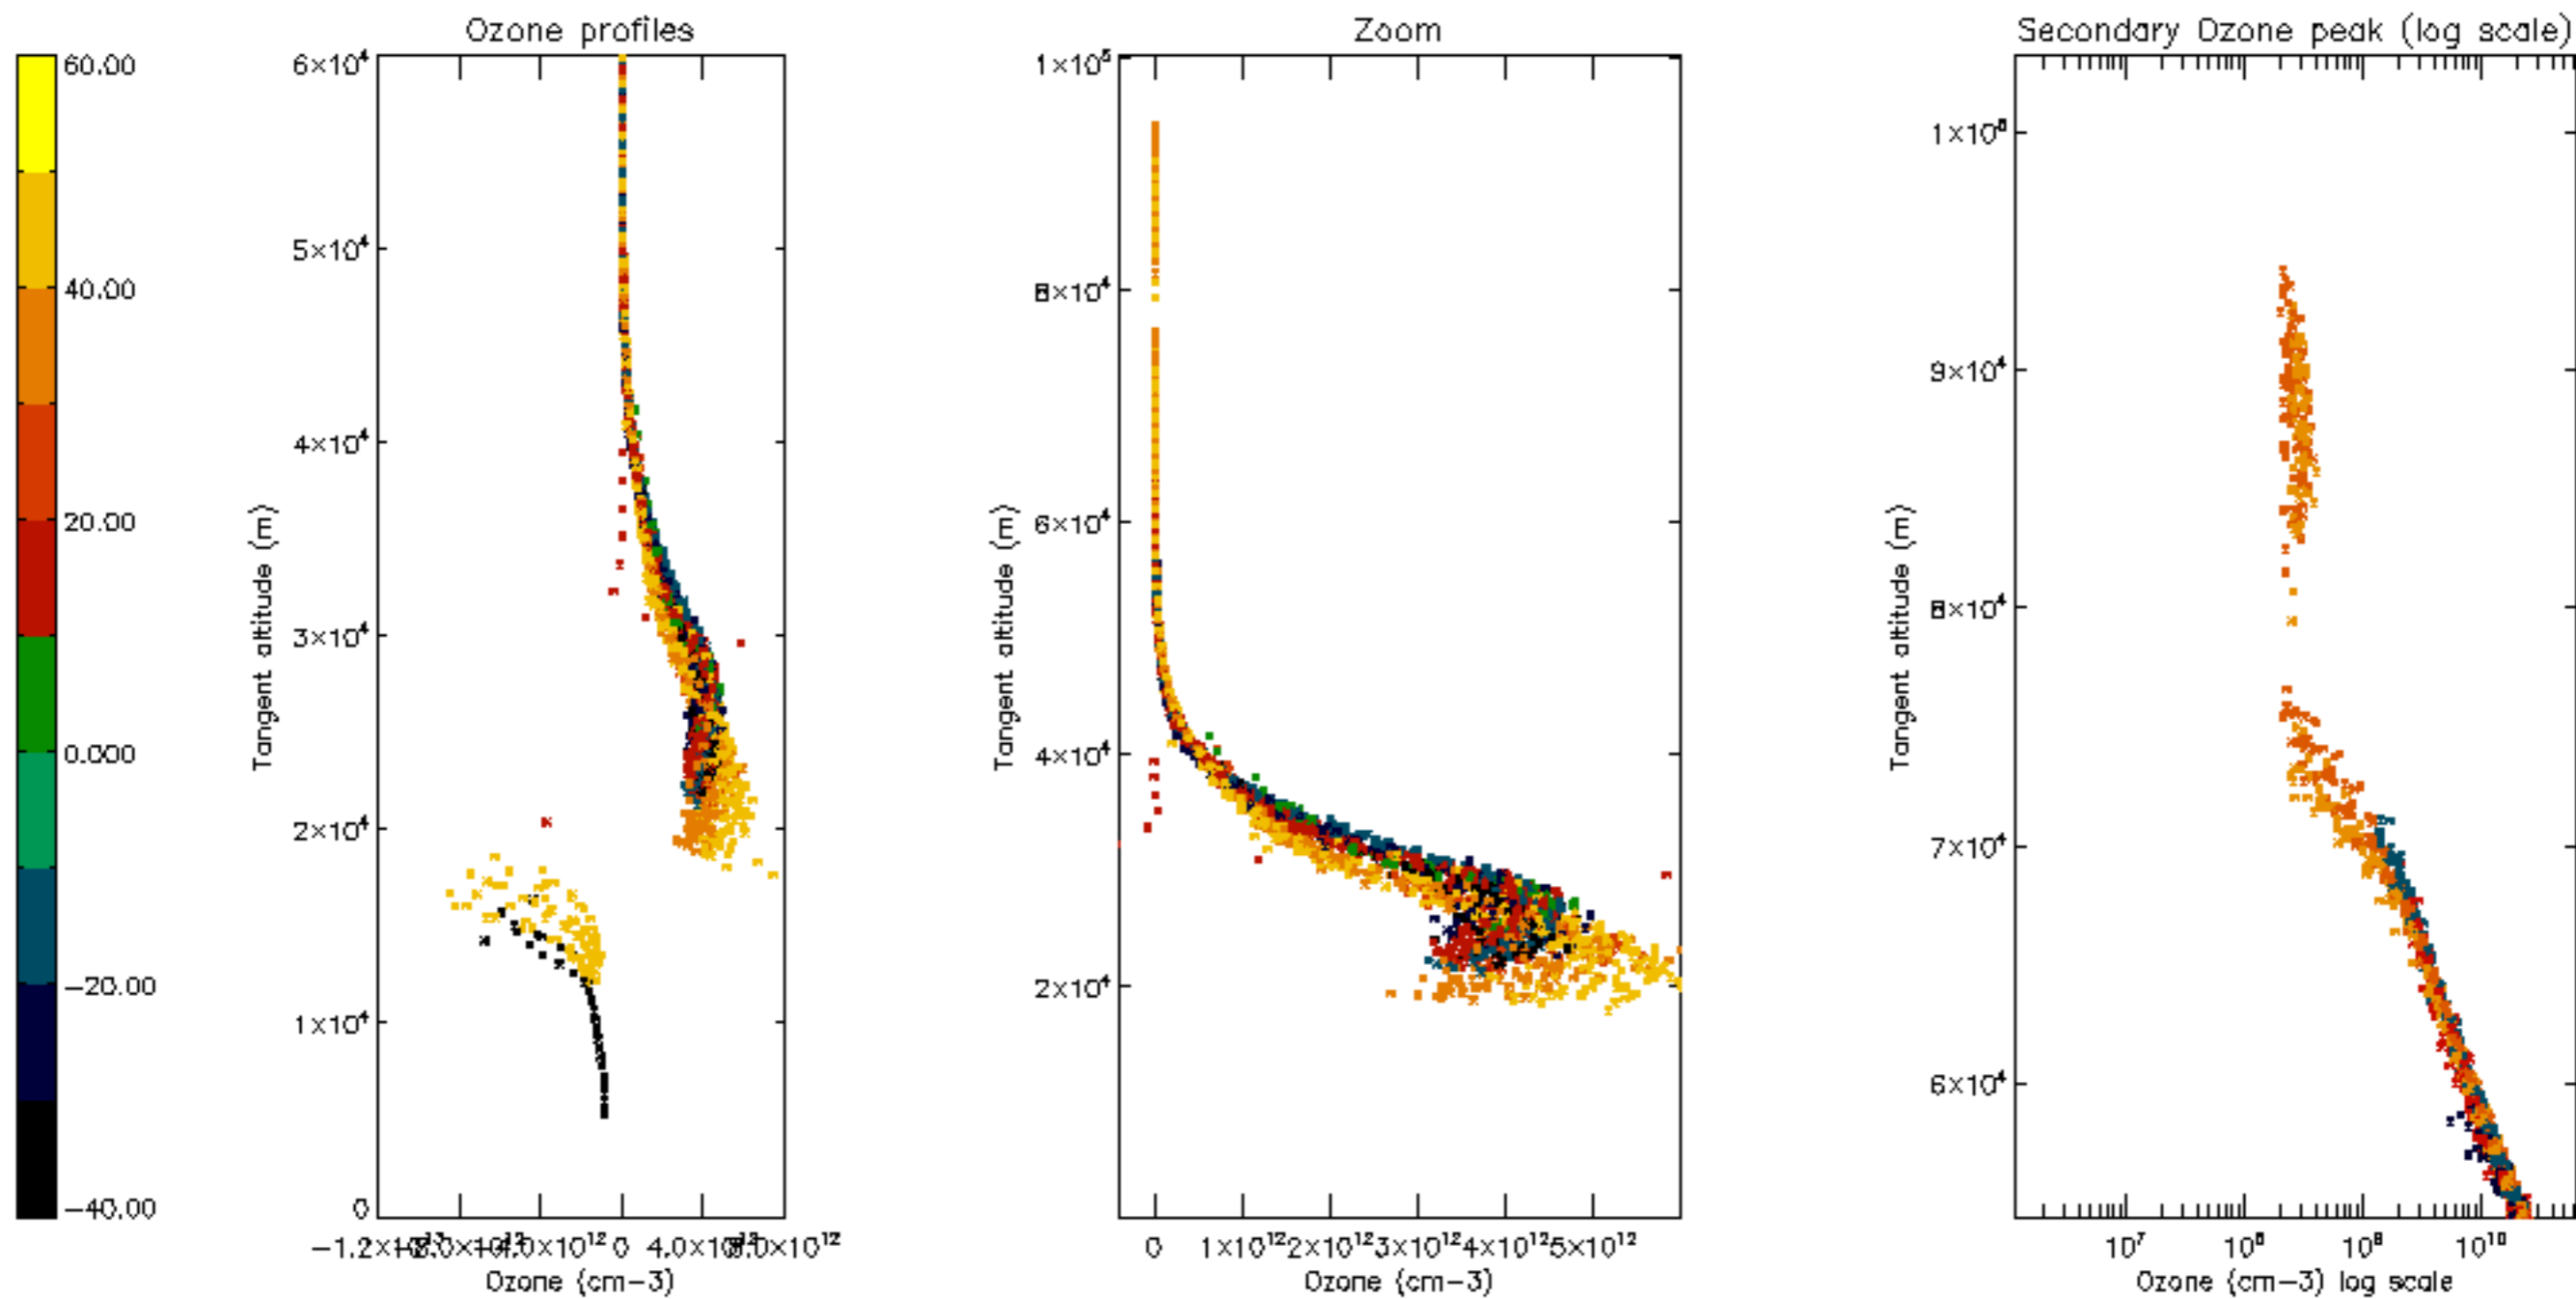 Ozone profiles
Zoom
Secondary Ozone peak (log scale)
60.00
40.00
20.00
0.000
−20.00
−40.00
6×10⁴
5×10⁴
4×10⁴
3×10⁴
2×10⁴
1×10⁴
0
Tangent altitude (m)
0 4.0×10¹²
Ozone (cm−3)
1×10⁵
8×10⁴
6×10⁴
4×10⁴
2×10⁴
Tangent altitude (m)
0 1×10¹² 2×10¹² 3×10¹² 4×10¹² 5×10¹²
Ozone (cm−3)
9×10⁴
8×10⁴
7×10⁴
6×10⁴
Tangent altitude (m)
10⁷ 10⁸ 10⁹ 10¹⁰
Ozone (cm−3) log scale